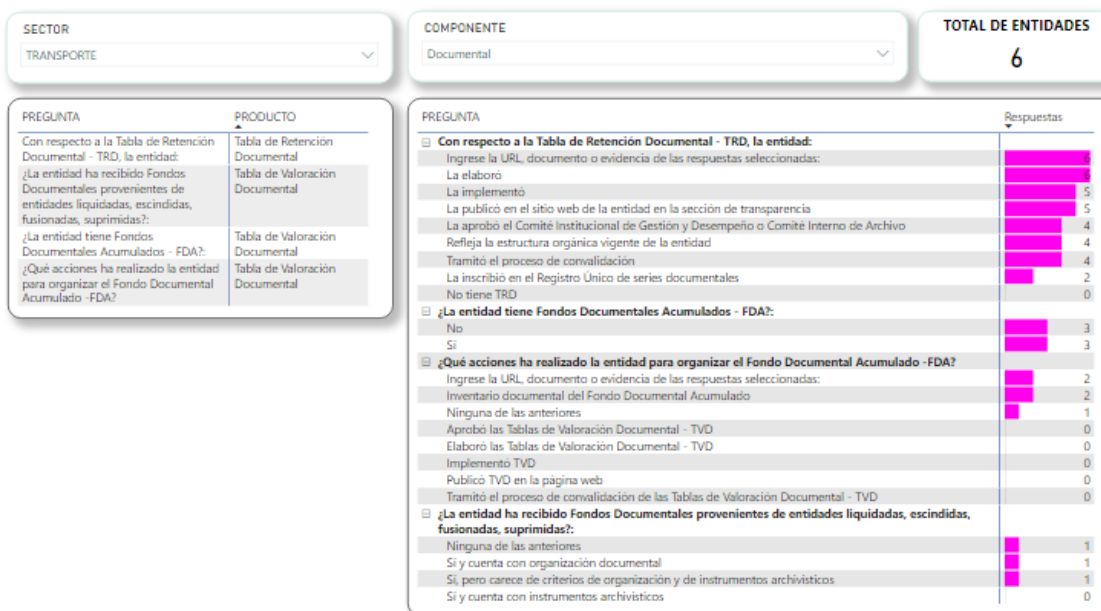 SECTOR
TRANSPORTE
COMPONENTE
Documental
TOTAL DE ENTIDADES
6
PREGUNTA PRODUCTO
Con respecto a la Tabla de Retención Tabla de Retención
Documental - TRD, la entidad: Documental
¿La entidad ha recibido Fondos Tabla de Valoración
Documentales provenientes de Documental
entidades liquidadas, escindidas,
fusionadas, suprimidas?:
¿La entidad tiene Fondos Tabla de Valoración
Documentales Acumulados - FDA?: Documental
¿Qué acciones ha realizado la entidad Tabla de Valoración
para organizar el Fondo Documental Documental
Acumulado -FDA?
PREGUNTA Respuestas
Con respecto a la Tabla de Retención Documental - TRD, la entidad:
Ingrese la URL, documento o evidencia de las respuestas seleccionadas: 6
La elaboró 6
La implementó 5
La publicó en el sitio web de la entidad en la sección de transparencia 5
La aprobó el Comité Institucional de Gestión y Desempeño o Comité Interno de Archivo 4
Refleja la estructura orgánica vigente de la entidad 4
Tramitó el proceso de convalidación 4
La inscribió en el Registro Único de series documentales 2
No tiene TRD 0
¿La entidad tiene Fondos Documentales Acumulados - FDA?:
No 3
Si 3
¿Qué acciones ha realizado la entidad para organizar el Fondo Documental Acumulado -FDA?
Ingrese la URL, documento o evidencia de las respuestas seleccionadas: 2
Inventario documental del Fondo Documental Acumulado 2
Ninguna de las anteriores 1
Aprobó las Tablas de Valoración Documental - TVD 0
Elaboró las Tablas de Valoración Documental - TVD 0
Implementó TVD 0
Publicó TVD en la página web 0
Tramitó el proceso de convalidación de las Tablas de Valoración Documental - TVD 0
¿La entidad ha recibido Fondos Documentales provenientes de entidades liquidadas, escindidas,
fusionadas, suprimidas?:
Ninguna de las anteriores 1
Si y cuenta con organización documental 1
Si, pero carece de criterios de organización y de instrumentos archivísticos 1
Si y cuenta con instrumentos archivísticos 0